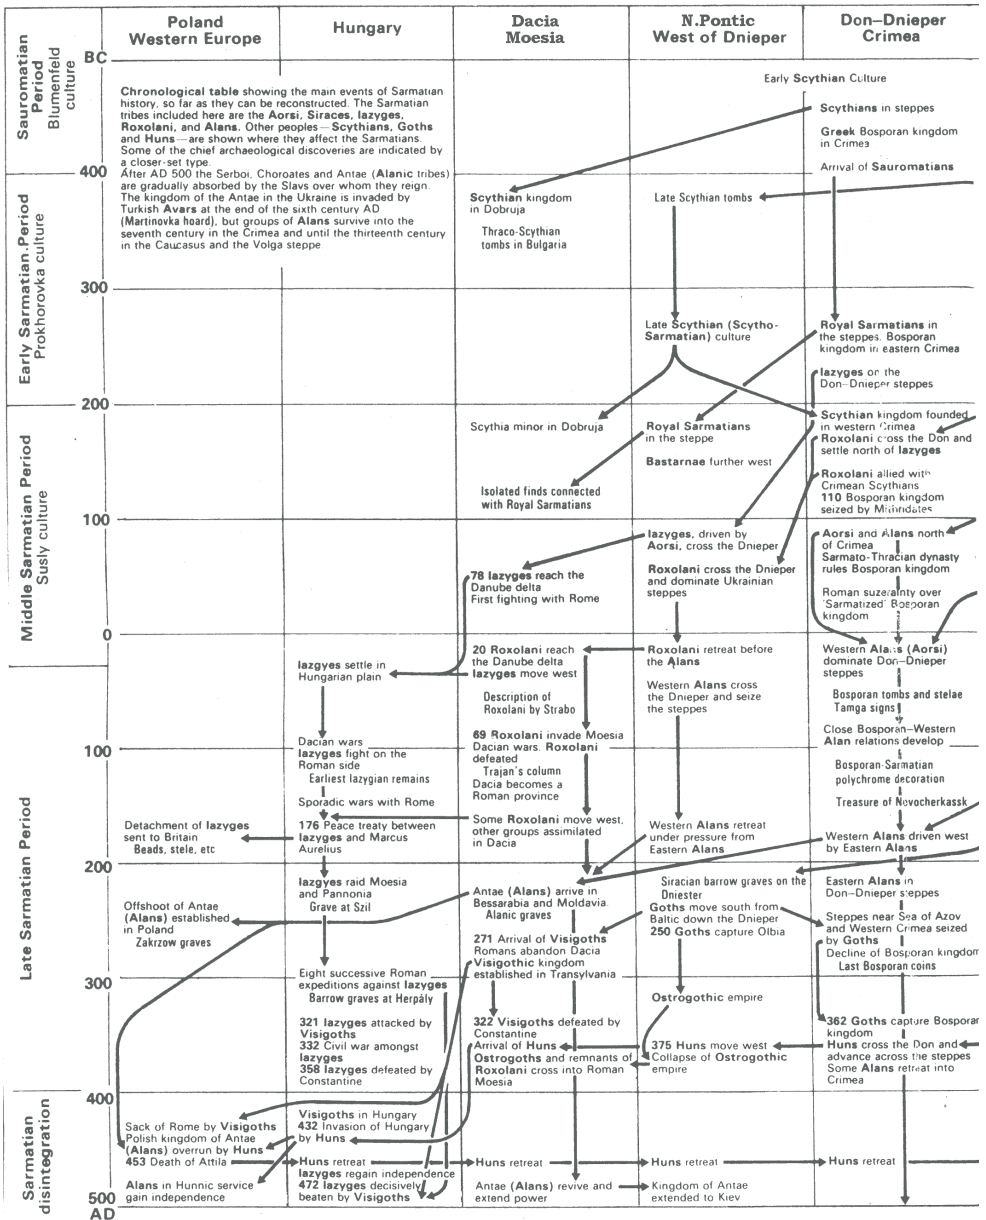 Poland
Western Europe
Hungary
Dacia
Moesia
N.Pontic
West of Dnieper
Don–Dnieper
Crimea
BC
400
300
200
100
0
100
200
300
400
500
AD
Sauromatian
Period
Blumenfeld
culture
Early Sarmatian.Period
Prokhorovka culture
Middle Sarmatian Period
Susly culture
Late Sarmatian Period
Sarmatian
disintegration
Chronological table showing the main events of Sarmatian
history, so far as they can be reconstructed. The Sarmatian
tribes included here are the Aorsi, Siraces, Iazyges,
Roxolani, and Alans. Other peoples—Scythians, Goths
and Huns—are shown where they affect the Sarmatians.
Some of the chief archaeological discoveries are indicated by
a closer-set type.
After AD 500 the Serboi, Choroates and Antae (Alanic tribes)
are gradually absorbed by the Slavs over whom they reign.
The kingdom of the Antae in the Ukraine is invaded by
Turkish Avars at the end of the sixth century AD
(Martinovka hoard), but groups of Alans survive into the
seventh century in the Crimea and until the thirteenth century
in the Caucasus and the Volga steppe
Detachment of Iazyges
sent to Britain
Beads, stele, etc
Offshoot of Antae
(Alans) established
in Poland
Zakrzow graves
Sack of Rome by Visigoths
Polish kingdom of Antae
(Alans) overrun by Huns
453 Death of Attila
Alans in Hunnic service
gain independence
Iazgyes settle in
Hungarian plain
Dacian wars
Iazyges fight on the
Roman side
Earliest Iazygian remains
Sporadic wars with Rome
176 Peace treaty between
Iazyges and Marcus
Aurelius
Iazgyes raid Moesia
and Pannonia
Grave at Szil
Eight successive Roman
expeditions against Iazyges
Barrow graves at Herpály
321 Iazyges attacked by
Visigoths
332 Civil war amongst
Iazyges
358 Iazyges defeated by
Constantine
Visigoths in Hungary
432 Invasion of Hungary
by Huns
Huns retreat
Iazyges regain independence
472 Iazyges decisively
beaten by Visigoths
Scythian kingdom
in Dobruja
Thraco-Scythian
tombs in Bulgaria
Scythia minor in Dobruja
Isolated finds connected
with Royal Sarmatians
78 Iazyges reach the
Danube delta
First fighting with Rome
20 Roxolani reach
the Danube delta
Iazyges move west
Description of
Roxolani by Strabo
69 Roxolani invade Moesia
Dacian wars. Roxolani
defeated
Trajan's column
Dacia becomes a
Roman province
Some Roxolani move west,
other groups assimilated
in Dacia
Antae (Alans) arrive in
Bessarabia and Moldavia.
Alanic graves
271 Arrival of Visigoths
Romans abandon Dacia
Visigothic kingdom
established in Transylvania
322 Visigoths defeated by
Constantine
Arrival of Huns
Ostrogoths and remnants of
Roxolani cross into Roman
Moesia
Huns retreat
Antae (Alans) revive and
extend power
Late Scythian tombs
Late Scythian (Scytho-
Sarmatian) culture
Royal Sarmatians
in the steppe
Bastarnae further west
Iazyges, driven by
Aorsi, cross the Dnieper
Roxolani cross the Dnieper
and dominate Ukrainian
steppes
Roxolani retreat before
the Alans
Western Alans cross
the Dnieper and seize
the steppes
Western Alans retreat
under pressure from
Eastern Alans
Siracian barrow graves on the
Dniester
Goths move south from
Baltic down the Dnieper
250 Goths capture Olbia
Ostrogothic empire
375 Huns move west
Collapse of Ostrogothic
empire
Huns retreat
Kingdom of Antae
extended to Kiev
Early Scythian Culture
Scythians in steppes
Greek Bosporan kingdom
in Crimea
Arrival of Sauromatians
Royal Sarmatians in
the steppes. Bosporan
kingdom in eastern Crimea
Iazyges on the
Don–Dnieper steppes
Scythian kingdom founded
in western Crimea
Roxolani cross the Don and
settle north of Iazyges
Roxolani allied with
Crimean Scythians
110 Bosporan kingdom
seized by Mithridates
Aorsi and Alans north
of Crimea
Sarmato-Thracian dynasty
rules Bosporan kingdom
Roman suzerainty over
'Sarmatized' Bosporan
kingdom
Western Alans (Aorsi)
dominate Don–Dnieper
steppes
Bosporan tombs and stelae
Tamga signs
Close Bosporan–Western
Alan relations develop
Bosporan-Sarmatian
polychrome decoration
Treasure of Novocherkassk
Western Alans driven west
by Eastern Alans
Eastern Alans in
Don–Dnieper steppes
Steppes near Sea of Azov
and Western Crimea seized
by Goths
Decline of Bosporan kingdom
Last Bosporan coins
362 Goths capture Bosporan
kingdom
Huns cross the Don and
advance across the steppes
Some Alans retreat into
Crimea
Huns retreat